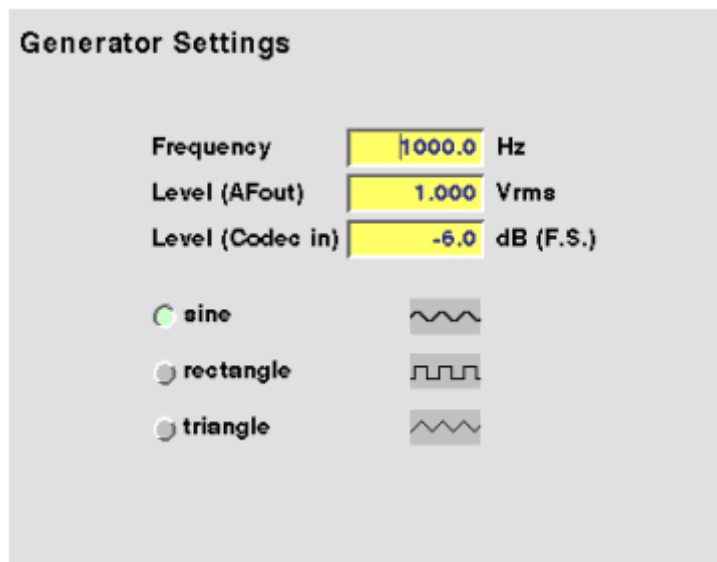 Generator Settings
Frequency 1000.0 Hz
Level (AFout) 1.000 Vrms
Level (Codec in) -6.0 dB (F.S.)
sine
rectangle
triangle